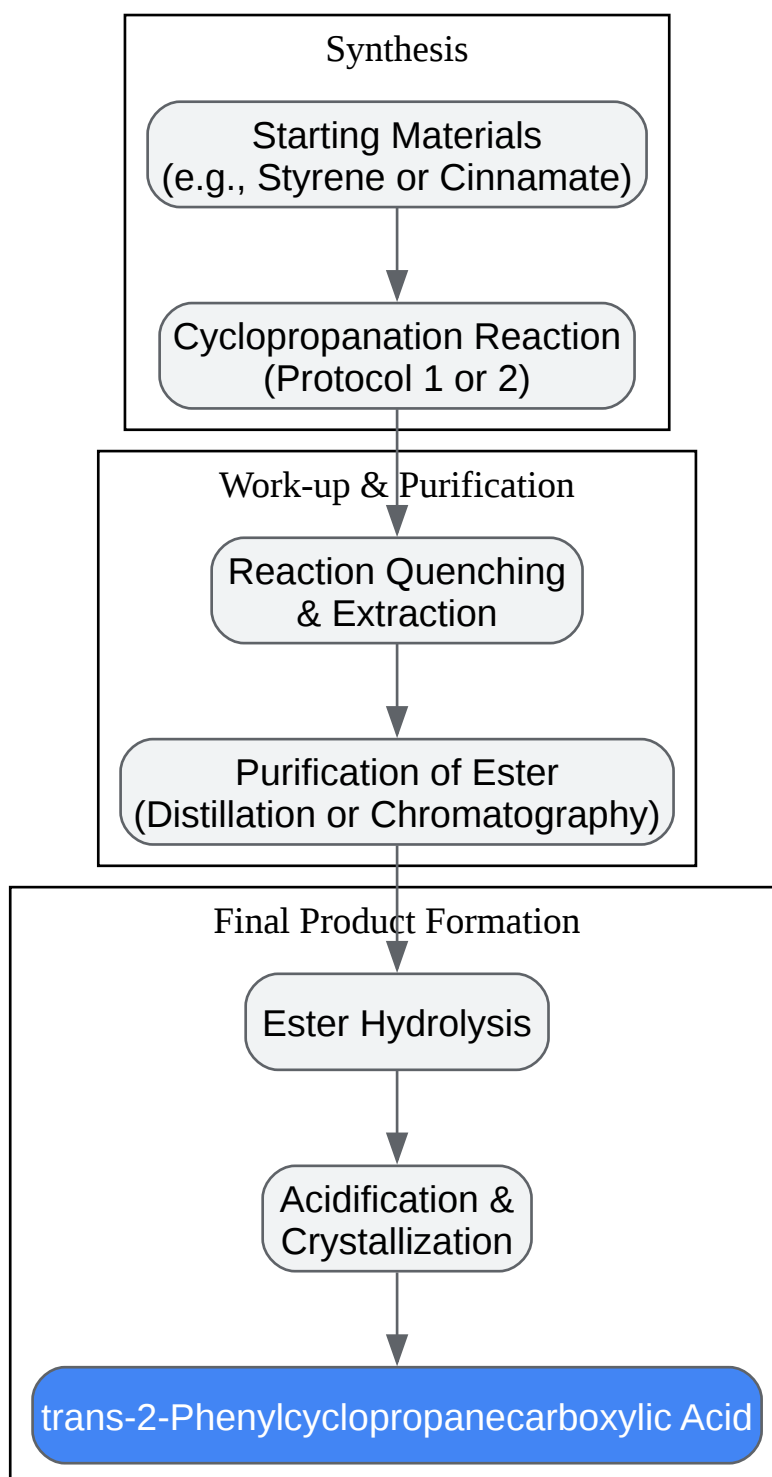 Synthesis
Starting Materials
(e.g., Styrene or Cinnamate)
Cyclopropanation Reaction
(Protocol 1 or 2)
Work-up & Purification
Reaction Quenching
& Extraction
Purification of Ester
(Distillation or Chromatography)
Final Product Formation
Ester Hydrolysis
Acidification &
Crystallization
trans-2-Phenylcyclopropanecarboxylic Acid